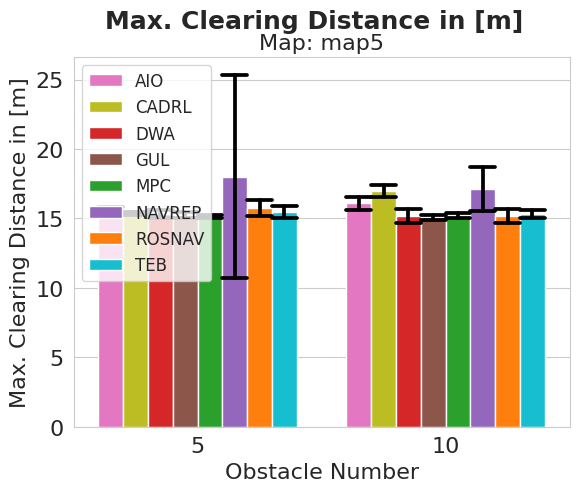 Max. Clearing Distance in [m]
Map: map5
Max. Clearing Distance in [m]
25
20
15
10
5
0
AIO
CADRL
DWA
GUL
MPC
NAVREP
ROSNAV
TEB
5
10
Obstacle Number